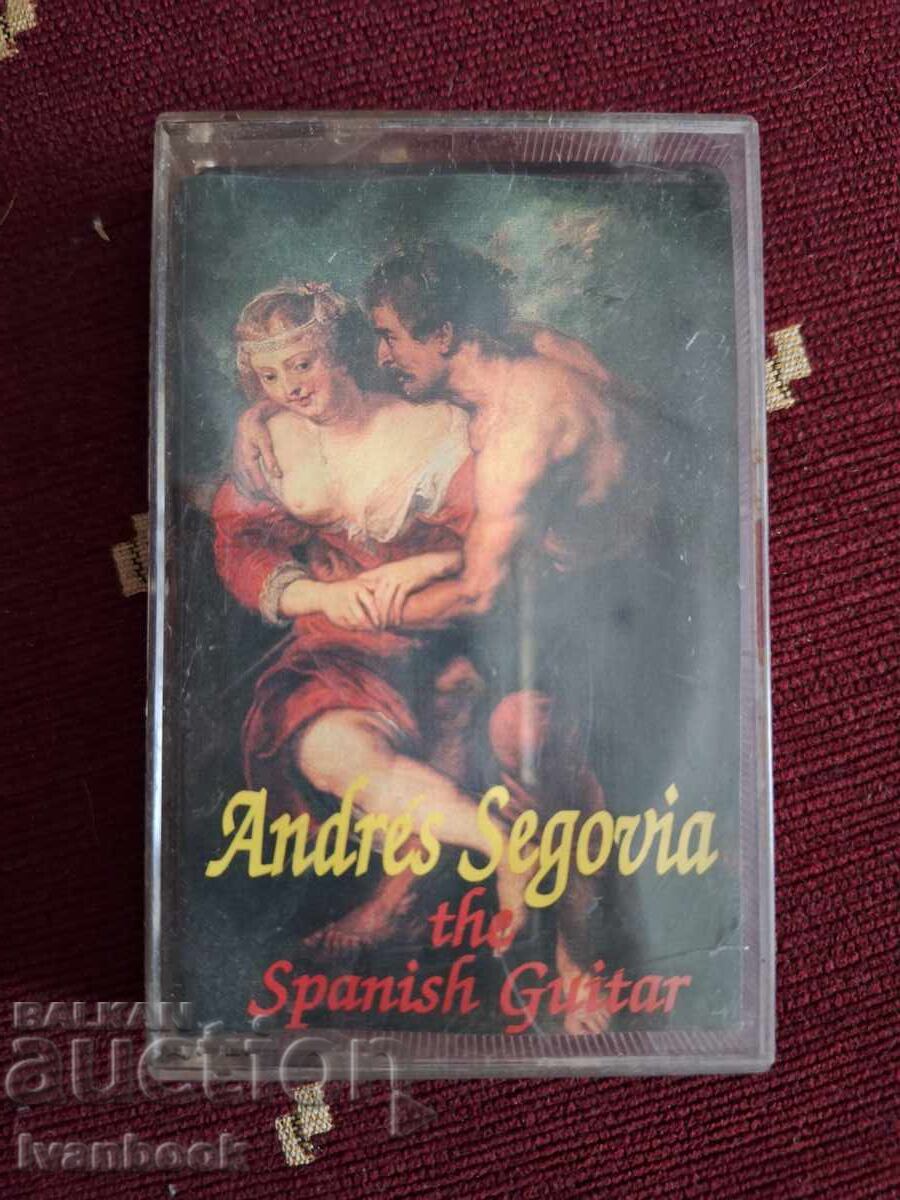 Andrés Segovia
the
Spanish Guitar
BALKAN
auction
Ivanbook